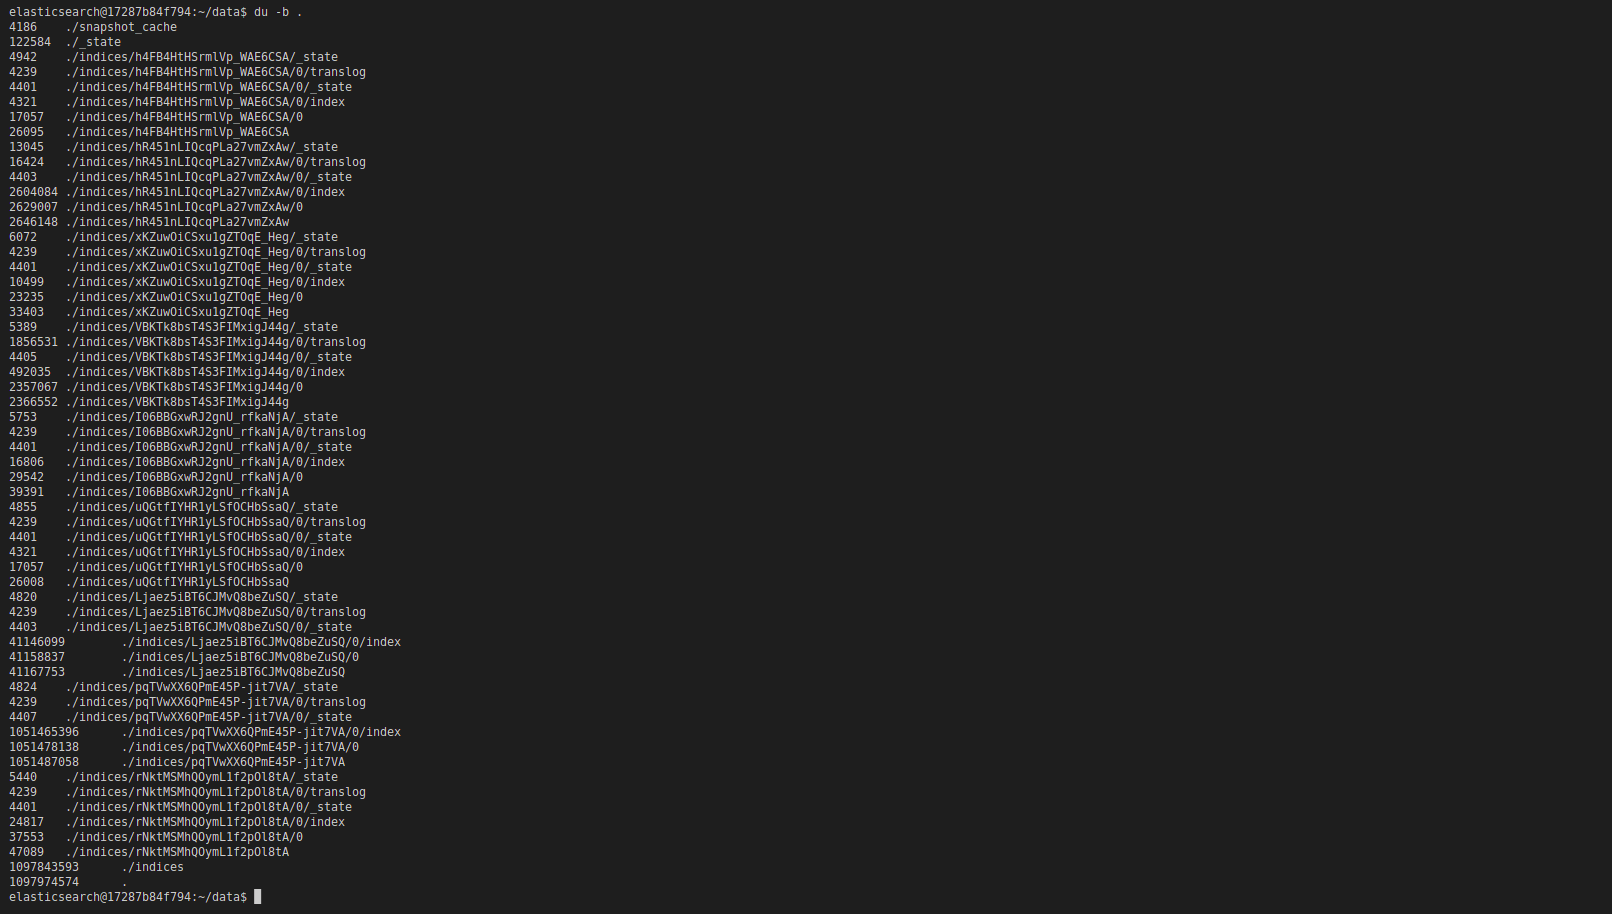 elasticsearch@17287b84f794:~/data$ du -b .
4186    ./snapshot_cache
122584  ./_state
4942    ./indices/h4FB4HtHSrmlVp_WAE6CSA/_state
4239    ./indices/h4FB4HtHSrmlVp_WAE6CSA/0/translog
4401    ./indices/h4FB4HtHSrmlVp_WAE6CSA/0/_state
4321    ./indices/h4FB4HtHSrmlVp_WAE6CSA/0/index
17057   ./indices/h4FB4HtHSrmlVp_WAE6CSA/0
26095   ./indices/h4FB4HtHSrmlVp_WAE6CSA
13045   ./indices/hR451nLIQcqPLa27vmZxAw/_state
16424   ./indices/hR451nLIQcqPLa27vmZxAw/0/translog
4403    ./indices/hR451nLIQcqPLa27vmZxAw/0/_state
2604084 ./indices/hR451nLIQcqPLa27vmZxAw/0/index
2629007 ./indices/hR451nLIQcqPLa27vmZxAw/0
2646148 ./indices/hR451nLIQcqPLa27vmZxAw
6072    ./indices/xKZuwOiCSxu1gZTOqE_Heg/_state
4239    ./indices/xKZuwOiCSxu1gZTOqE_Heg/0/translog
4401    ./indices/xKZuwOiCSxu1gZTOqE_Heg/0/_state
10499   ./indices/xKZuwOiCSxu1gZTOqE_Heg/0/index
23235   ./indices/xKZuwOiCSxu1gZTOqE_Heg/0
33403   ./indices/xKZuwOiCSxu1gZTOqE_Heg
5389    ./indices/VBKTk8bsT4S3FIMxigJ44g/_state
1856531 ./indices/VBKTk8bsT4S3FIMxigJ44g/0/translog
4405    ./indices/VBKTk8bsT4S3FIMxigJ44g/0/_state
492035  ./indices/VBKTk8bsT4S3FIMxigJ44g/0/index
2357067 ./indices/VBKTk8bsT4S3FIMxigJ44g/0
2366552 ./indices/VBKTk8bsT4S3FIMxigJ44g
5753    ./indices/I06BBGxwRJ2gnU_rfkaNjA/_state
4239    ./indices/I06BBGxwRJ2gnU_rfkaNjA/0/translog
4401    ./indices/I06BBGxwRJ2gnU_rfkaNjA/0/_state
16806   ./indices/I06BBGxwRJ2gnU_rfkaNjA/0/index
29542   ./indices/I06BBGxwRJ2gnU_rfkaNjA/0
39391   ./indices/I06BBGxwRJ2gnU_rfkaNjA
4855    ./indices/uQGtfIYHR1yLSfOCHbSsaQ/_state
4239    ./indices/uQGtfIYHR1yLSfOCHbSsaQ/0/translog
4401    ./indices/uQGtfIYHR1yLSfOCHbSsaQ/0/_state
4321    ./indices/uQGtfIYHR1yLSfOCHbSsaQ/0/index
17057   ./indices/uQGtfIYHR1yLSfOCHbSsaQ/0
26008   ./indices/uQGtfIYHR1yLSfOCHbSsaQ
4820    ./indices/Ljaez5iBT6CJMvQ8beZuSQ/_state
4239    ./indices/Ljaez5iBT6CJMvQ8beZuSQ/0/translog
4403    ./indices/Ljaez5iBT6CJMvQ8beZuSQ/0/_state
41146099        ./indices/Ljaez5iBT6CJMvQ8beZuSQ/0/index
41158837        ./indices/Ljaez5iBT6CJMvQ8beZuSQ/0
41167753        ./indices/Ljaez5iBT6CJMvQ8beZuSQ
4824    ./indices/pqTVwXX6QPmE45P-jit7VA/_state
4239    ./indices/pqTVwXX6QPmE45P-jit7VA/0/translog
4407    ./indices/pqTVwXX6QPmE45P-jit7VA/0/_state
1051465396      ./indices/pqTVwXX6QPmE45P-jit7VA/0/index
1051478138      ./indices/pqTVwXX6QPmE45P-jit7VA/0
1051487058      ./indices/pqTVwXX6QPmE45P-jit7VA
5440    ./indices/rNktMSMhQOymL1f2pOl8tA/_state
4239    ./indices/rNktMSMhQOymL1f2pOl8tA/0/translog
4401    ./indices/rNktMSMhQOymL1f2pOl8tA/0/_state
24817   ./indices/rNktMSMhQOymL1f2pOl8tA/0/index
37553   ./indices/rNktMSMhQOymL1f2pOl8tA/0
47089   ./indices/rNktMSMhQOymL1f2pOl8tA
1097843593      ./indices
1097974574      .
elasticsearch@17287b84f794:~/data$